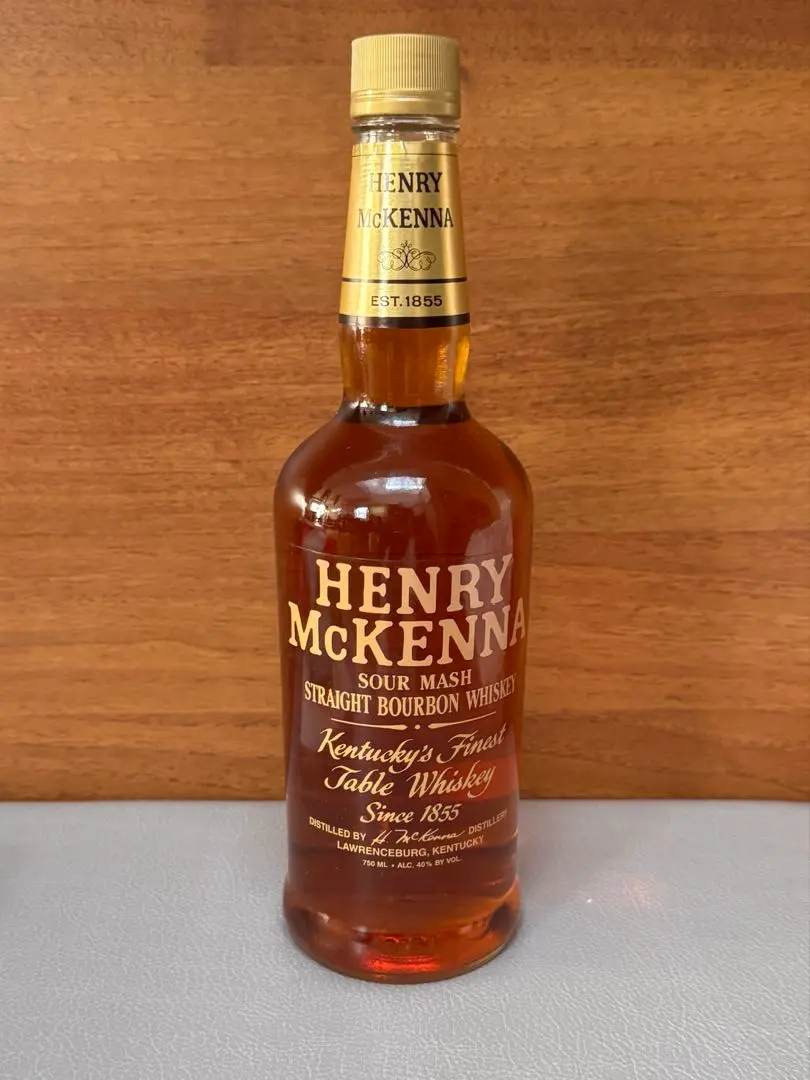 HENRY
McKENNA
EST. 1855
HENRY
McKENNA
SOUR MASH
STRAIGHT BOURBON WHISKEY
Kentucky's Finest
Table Whiskey
Since 1855
DISTILLED BY H. McKenna DISTILLERY
LAWRENCEBURG, KENTUCKY
750 ML • ALC. 40% BY VOL.